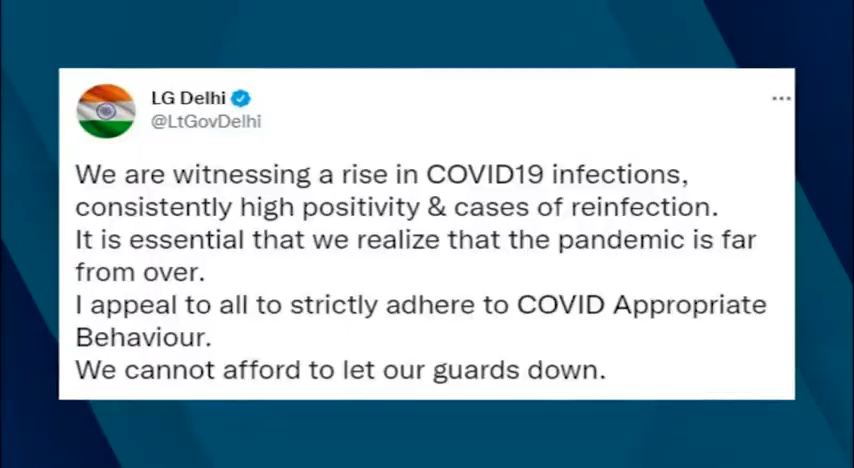 LG Delhi
@LtGovDelhi
We are witnessing a rise in COVID19 infections,
consistently high positivity & cases of reinfection.
It is essential that we realize that the pandemic is far
from over.
I appeal to all to strictly adhere to COVID Appropriate
Behaviour.
We cannot afford to let our guards down.